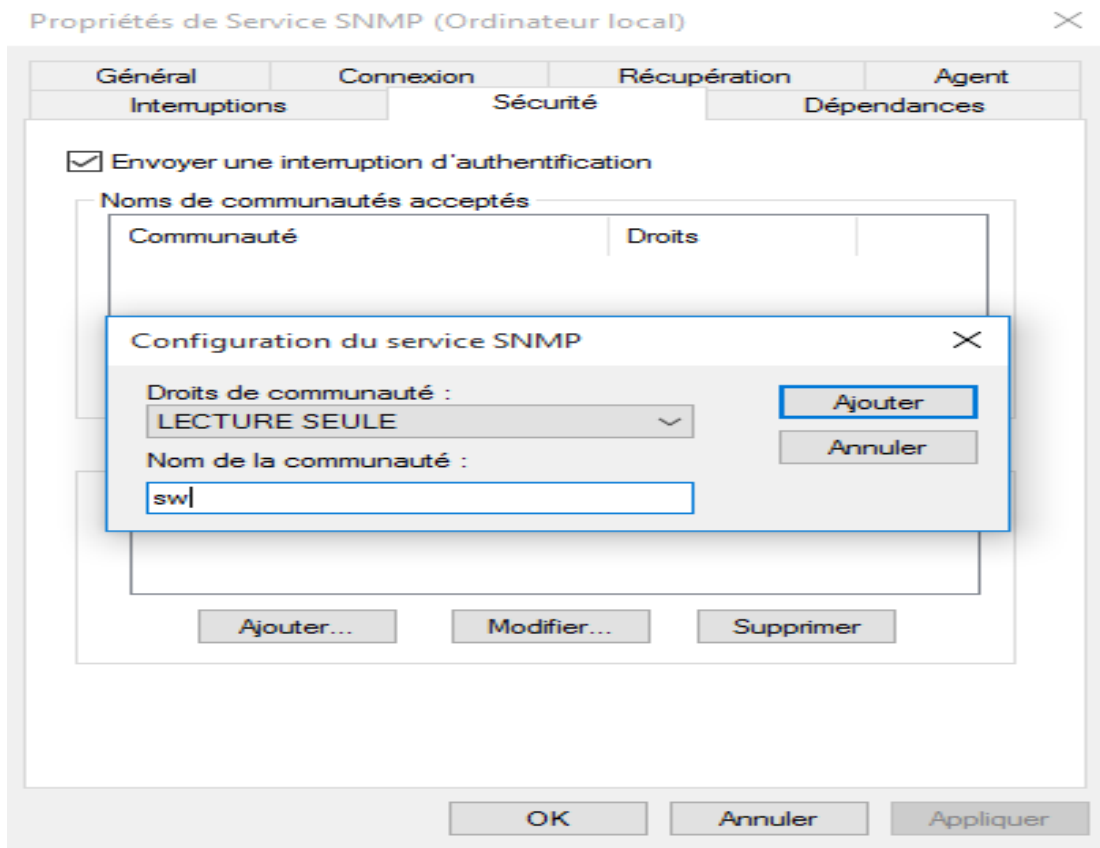 Propriétés de Service SNMP (Ordinateur local)
Général Connexion Récupération Agent
Interruptions Sécurité Dépendances
Envoyer une interruption d'authentification
Noms de communautés acceptés
Communauté Droits
Configuration du service SNMP
Droits de communauté :
LECTURE SEULE
Ajouter
Annuler
Nom de la communauté :
sw
Ajouter... Modifier... Supprimer
OK Annuler Appliquer